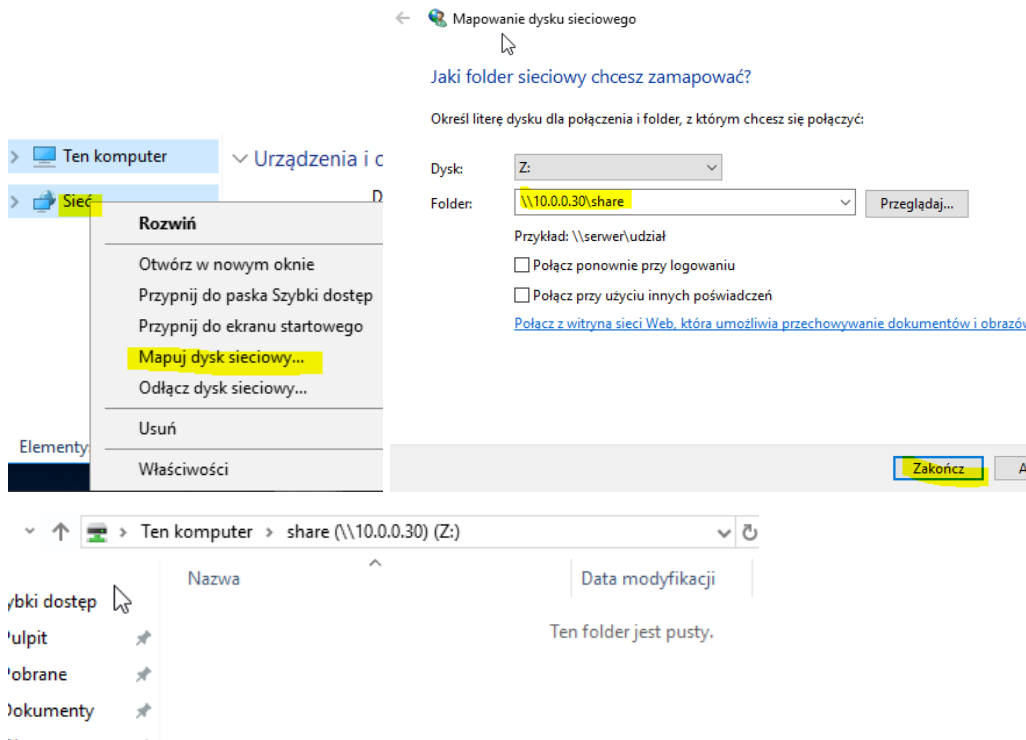 Mapowanie dysku sieciowego
Jaki folder sieciowy chcesz zamapować?
Określ literę dysku dla połączenia i folder, z którym chcesz się połączyć:
Dysk: Z:
Folder: \\10.0.0.30\share Przeglądaj...
Przykład: \\serwer\udział
Połącz ponownie przy logowaniu
Połącz przy użyciu innych poświadczeń
Połacz z witryna sieci Web, która umożliwia przechowywanie dokumentów i obrazów
Zakończ A
Ten komputer
Urządzenia i
Sieć
Rozwiń
Otwórz w nowym oknie
Przypnij do paska Szybki dostęp
Przypnij do ekranu startowego
Mapuj dysk sieciowy...
Odłącz dysk sieciowy...
Usuń
Właściwości
Elementy
Ten komputer > share (\\10.0.0.30) (Z:)
Nazwa Data modyfikacji
Ten folder jest pusty.
ybki dostęp
ulpit
obrane
Dokumenty